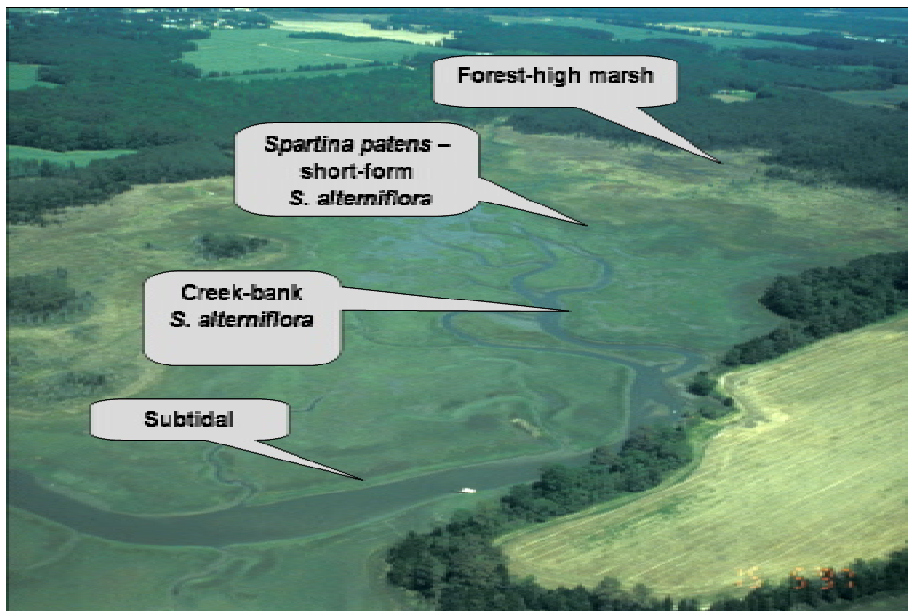 Forest-high marsh
Spartina patens –
short-form
S. alterniflora
Creek-bank
S. alterniflora
Subtidal